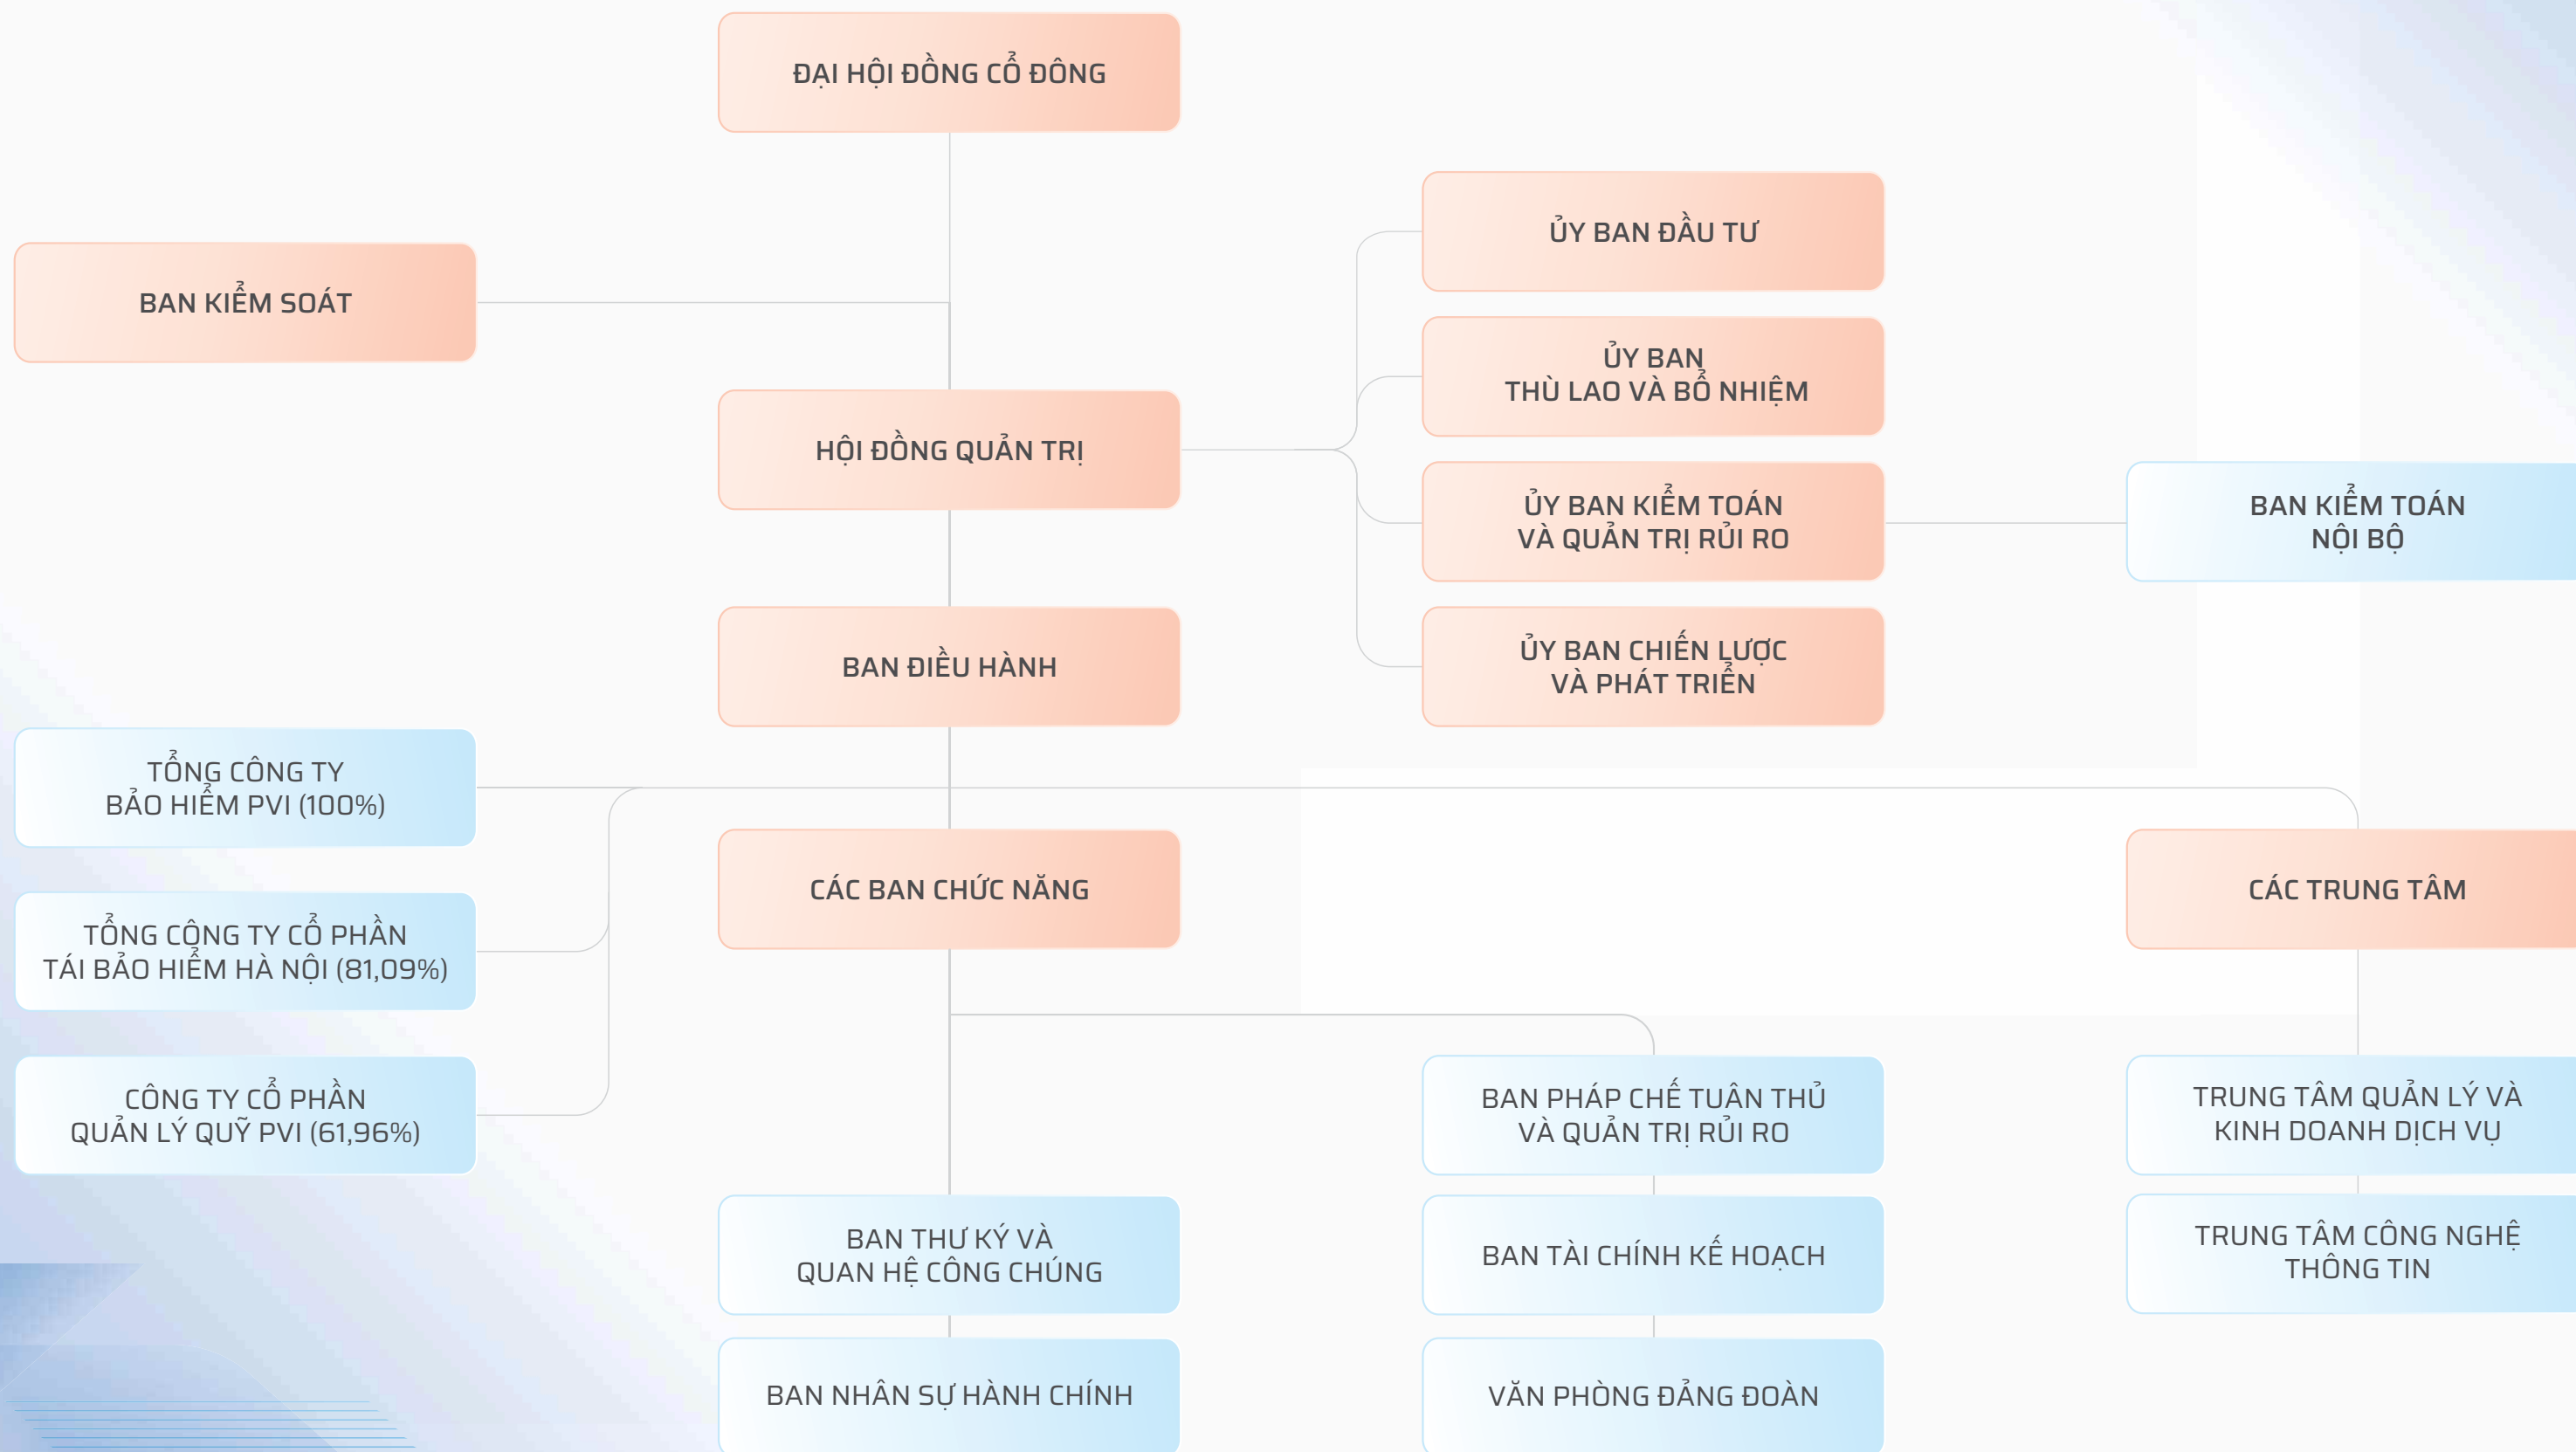 ĐẠI HỘI ĐỒNG CỔ ĐÔNG
ỦY BAN ĐẦU TƯ
BAN KIỂM SOÁT
ỦY BAN
THÙ LAO VÀ BỔ NHIỆM
HỘI ĐỒNG QUẢN TRỊ
ỦY BAN KIỂM TOÁN
VÀ QUẢN TRỊ RỦI RO
BAN KIỂM TOÁN
NỘI BỘ
BAN ĐIỀU HÀNH
ỦY BAN CHIẾN LƯỢC
VÀ PHÁT TRIỂN
TỔNG CÔNG TY
BẢO HIỂM PVI (100%)
CÁC BAN CHỨC NĂNG
CÁC TRUNG TÂM
TỔNG CÔNG TY CỔ PHẦN
TÁI BẢO HIỂM HÀ NỘI (81,09%)
CÔNG TY CỔ PHẦN
QUẢN LÝ QUỸ PVI (61,96%)
BAN PHÁP CHẾ TUÂN THỦ
VÀ QUẢN TRỊ RỦI RO
TRUNG TÂM QUẢN LÝ VÀ
KINH DOANH DỊCH VỤ
BAN THƯ KÝ VÀ
QUAN HỆ CÔNG CHÚNG
BAN TÀI CHÍNH KẾ HOẠCH
TRUNG TÂM CÔNG NGHỆ
THÔNG TIN
BAN NHÂN SỰ HÀNH CHÍNH
VĂN PHÒNG ĐẢNG ĐOÀN